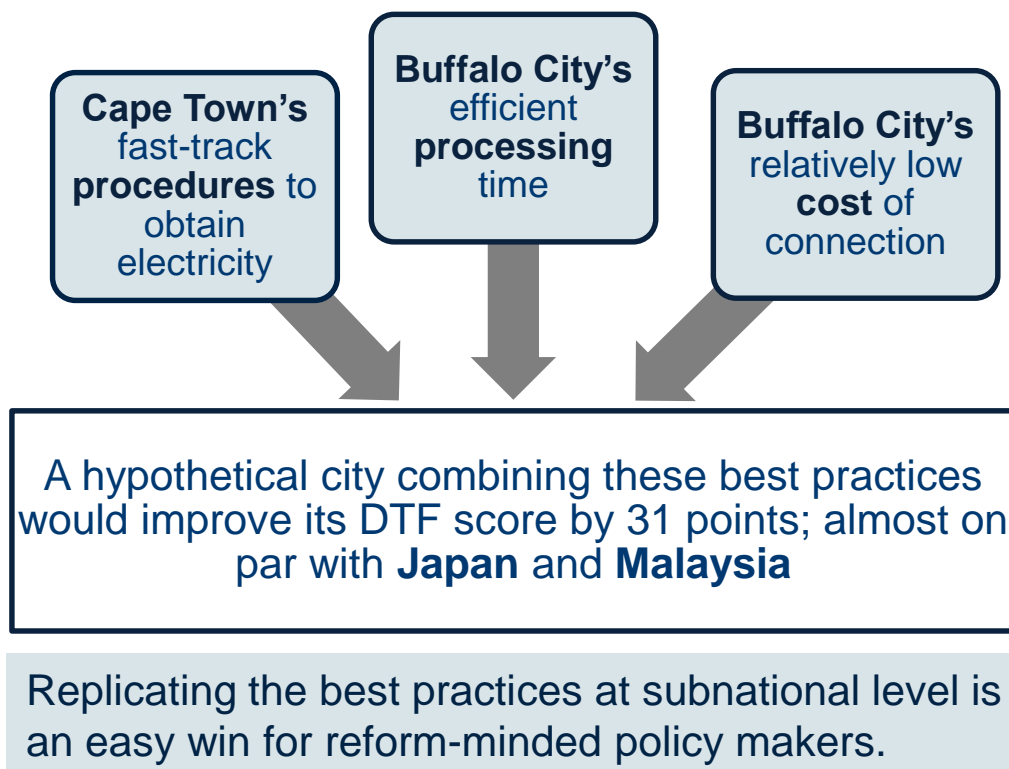 Cape Town’s
fast-track
procedures to
obtain
electricity
Buffalo City’s
efficient
processing
time
Buffalo City’s
relatively low
cost of
connection
A hypothetical city combining these best practices
would improve its DTF score by 31 points; almost on
par with Japan and Malaysia
Replicating the best practices at subnational level is
an easy win for reform-minded policy makers.